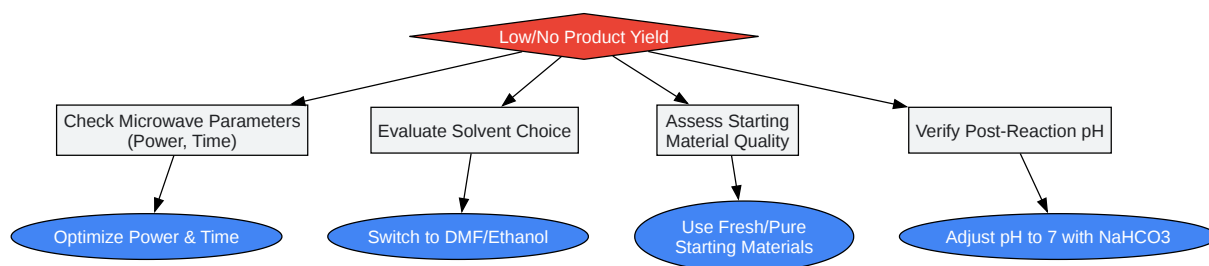 Low/No Product Yield
Check Microwave Parameters
(Power, Time)
Evaluate Solvent Choice
Assess Starting
Material Quality
Verify Post-Reaction pH
Optimize Power & Time
Switch to DMF/Ethanol
Use Fresh/Pure
Starting Materials
Adjust pH to 7 with NaHCO3